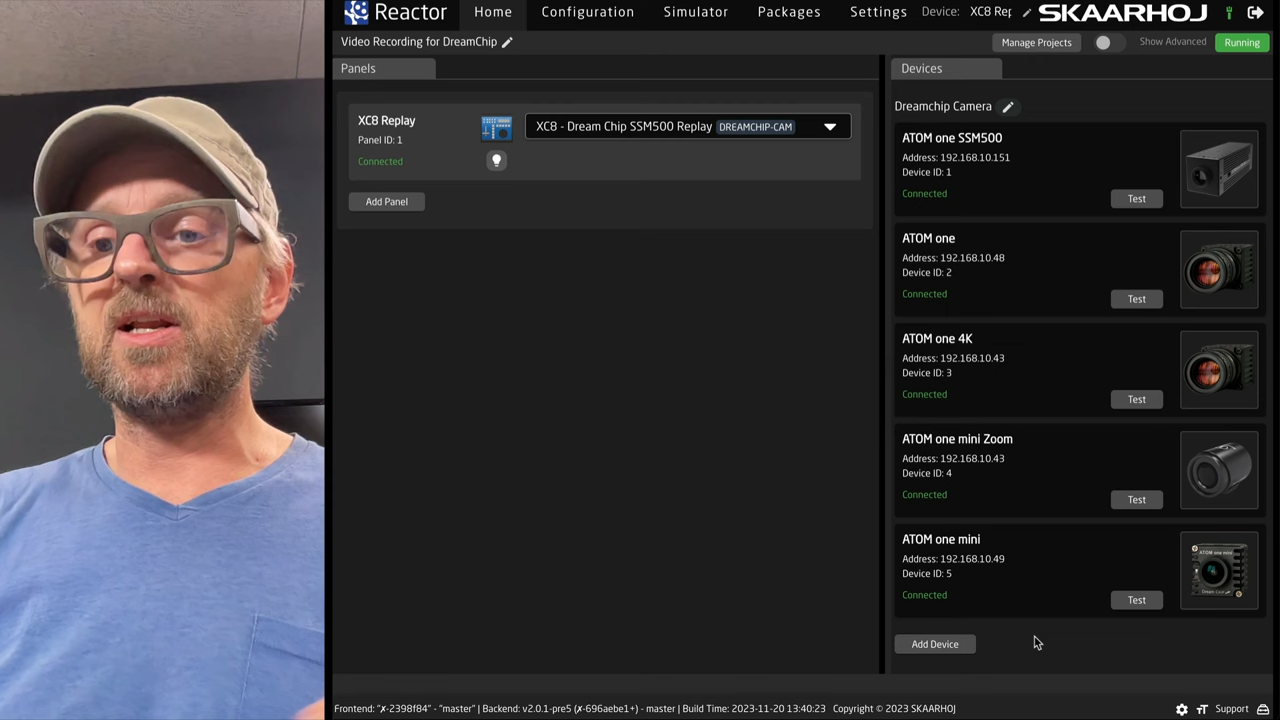 Reactor Home Configuration Simulator Packages Settings Device: XC8 Rep SKAARHOJ
Video Recording for DreamChip Manage Projects Show Advanced Running
Panels
XC8 Replay
Panel ID: 1
Connected
XC8 - Dream Chip SSM500 Replay DREAMCHIP-CAM
Add Panel
Devices
Dreamchip Camera
ATOM one SSM500
Address: 192.168.10.151
Device ID: 1
Connected
Test
ATOM one
Address: 192.168.10.48
Device ID: 2
Connected
Test
ATOM one 4K
Address: 192.168.10.43
Device ID: 3
Connected
Test
ATOM one mini Zoom
Address: 192.168.10.43
Device ID: 4
Connected
Test
ATOM one mini
Address: 192.168.10.49
Device ID: 5
Connected
Test
ATOM one mini
Add Device
Frontend: "✗-2398f84" - "master" | Backend: v2.0.1-pre5 (✗-696aebe1+) - master | Build Time: 2023-11-20 13:40:23 Copyright © 2023 SKAARHOJ
Support